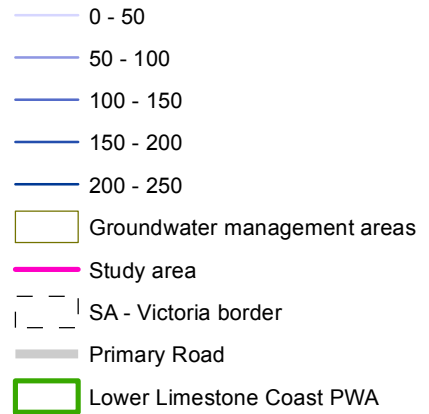 0 - 50
50 - 100
100 - 150
150 - 200
200 - 250
Groundwater management areas
Study area
SA - Victoria border
Primary Road
Lower Limestone Coast PWA